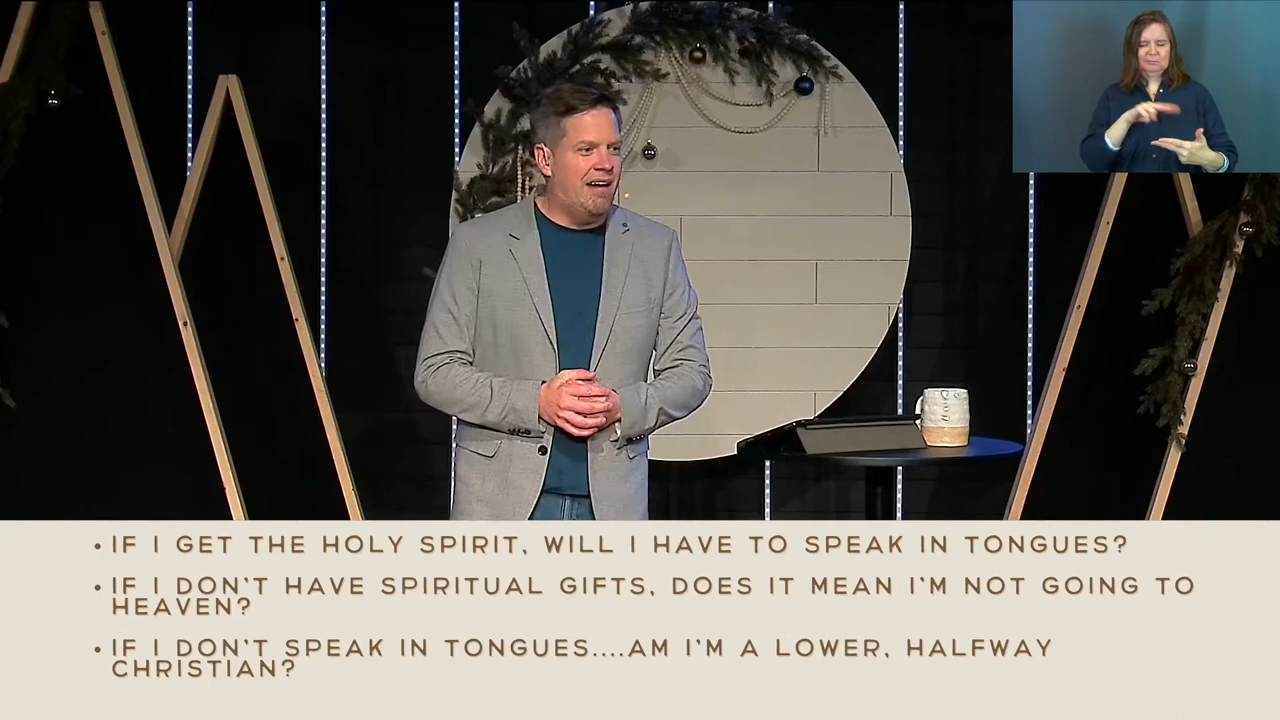 • IF I GET THE HOLY SPIRIT, WILL I HAVE TO SPEAK IN TONGUES?
• IF I DON'T HAVE SPIRITUAL GIFTS, DOES IT MEAN I'M NOT GOING TO
HEAVEN?
• IF I DON'T SPEAK IN TONGUES....AM I'M A LOWER, HALFWAY
CHRISTIAN?